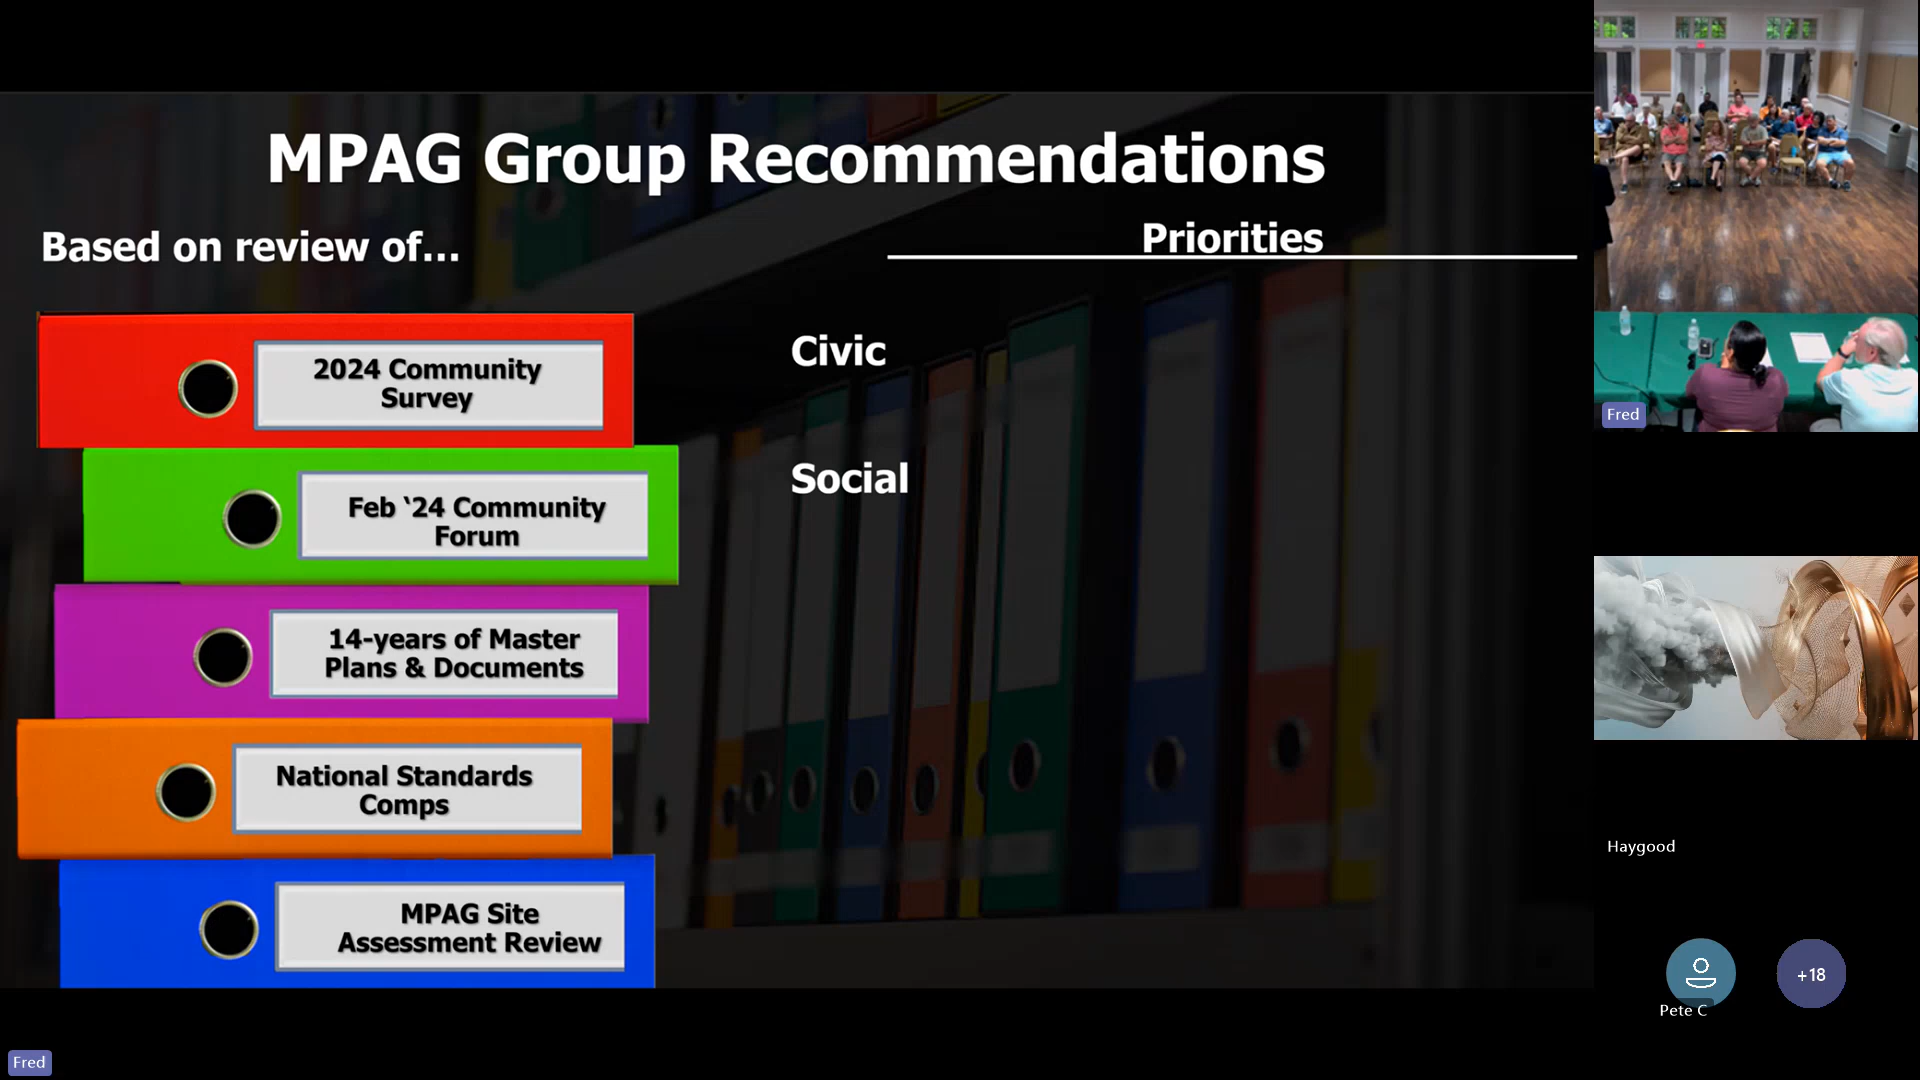 MPAG Group Recommendations
Based on review of...
Priorities
2024 Community
Survey
Feb ‘24 Community
Forum
14-years of Master
Plans & Documents
National Standards
Comps
MPAG Site
Assessment Review
Civic
Social
Fred
Haygood
Pete C
+18
Fred